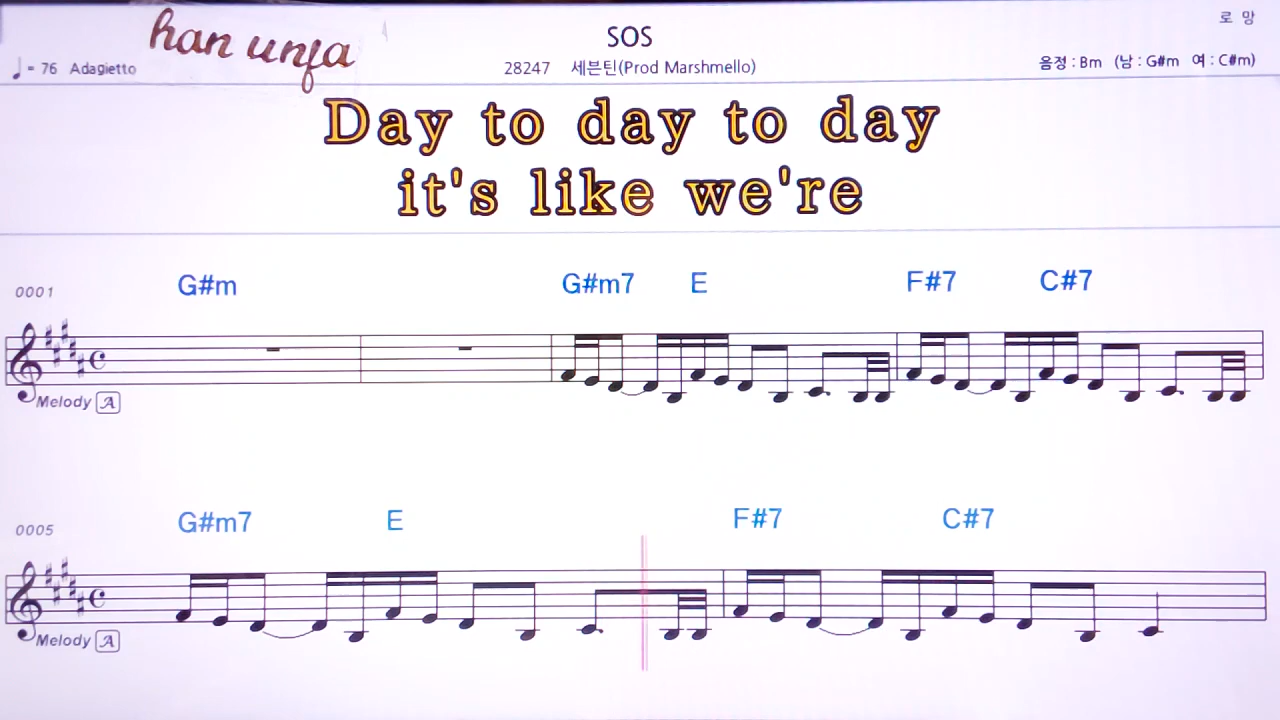 han unja
SOS
로 망
♩= 76 Adagietto
28247 세븐틴(Prod Marshmello)
음정 : Bm (남 : G#m 여 : C#m)
Day to day to day
it's like we're
0001
G#m G#m7 E F#7 C#7
Melody A
0005
G#m7 E F#7 C#7
Melody A